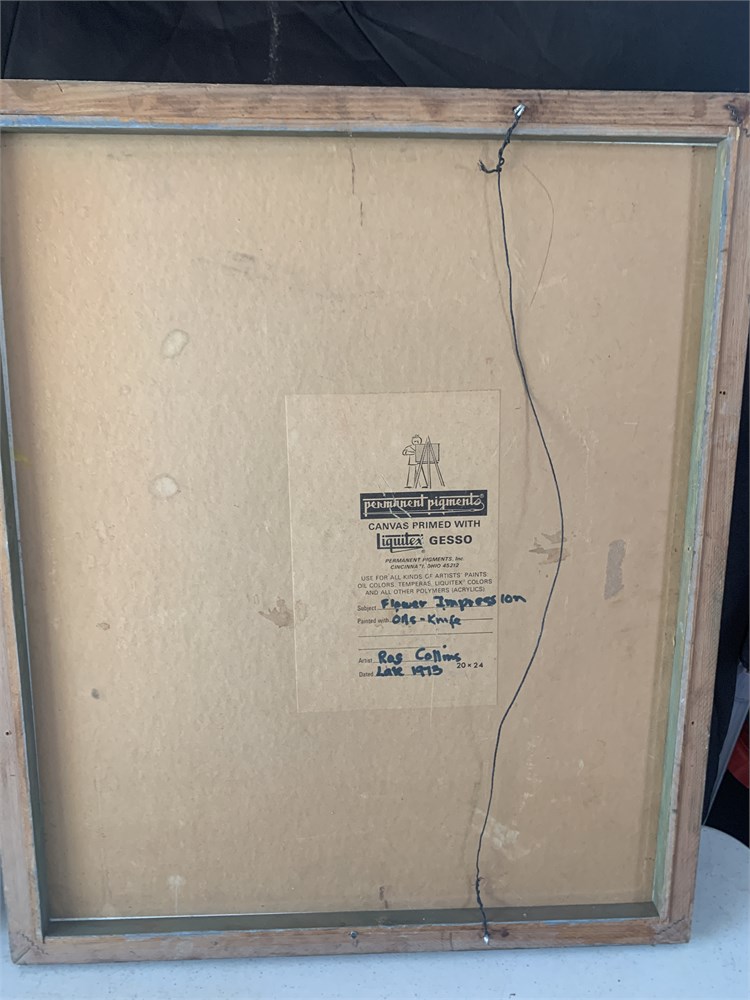 permanent pigments®
CANVAS PRIMED WITH
Liquitex® GESSO
PERMANENT PIGMENTS, Inc.
CINCINNATI, OHIO 45212
USE FOR ALL KINDS OF ARTISTS' PAINTS:
OIL COLORS, TEMPERAS, LIQUITEX® COLORS
AND ALL OTHER POLYMERS (ACRYLICS)
Subject Flower Impression
Painted with Oils - Knife
Artist Collins
Dated Late 1973 20 × 24